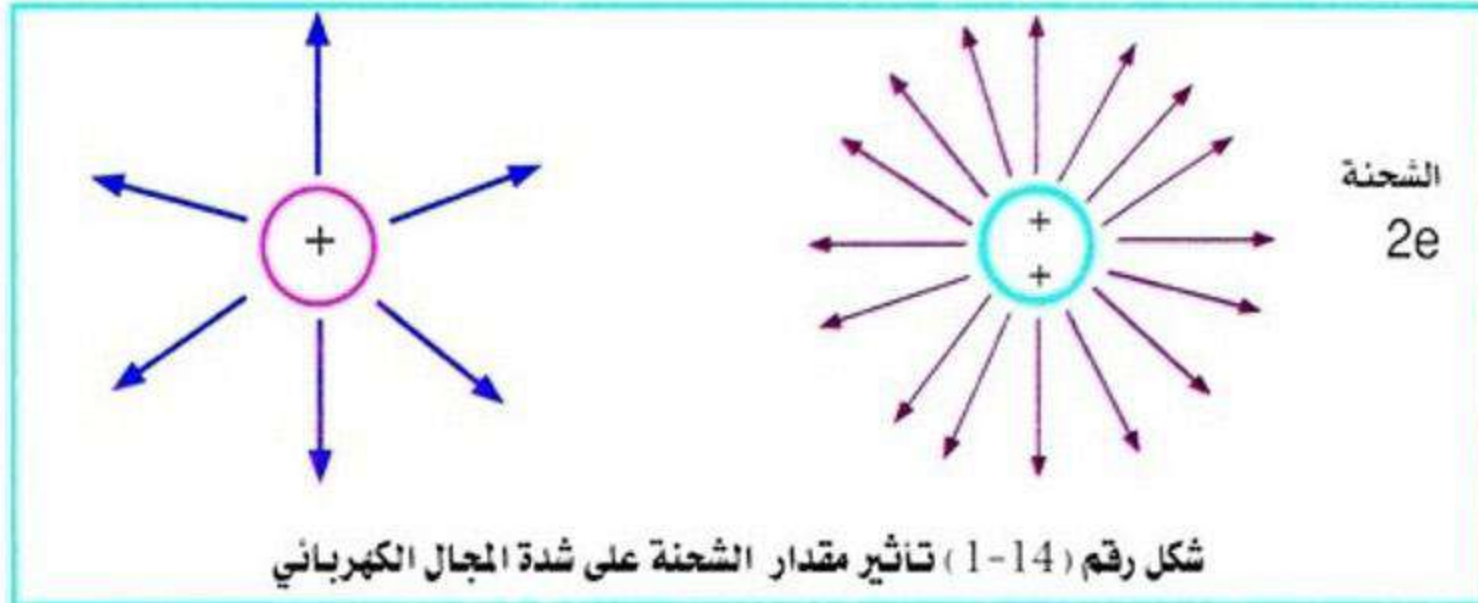 +
+
+
الشحنة
2e
شكل رقم (14-1) تأثير مقدار الشحنة على شدة المجال الكهربائي